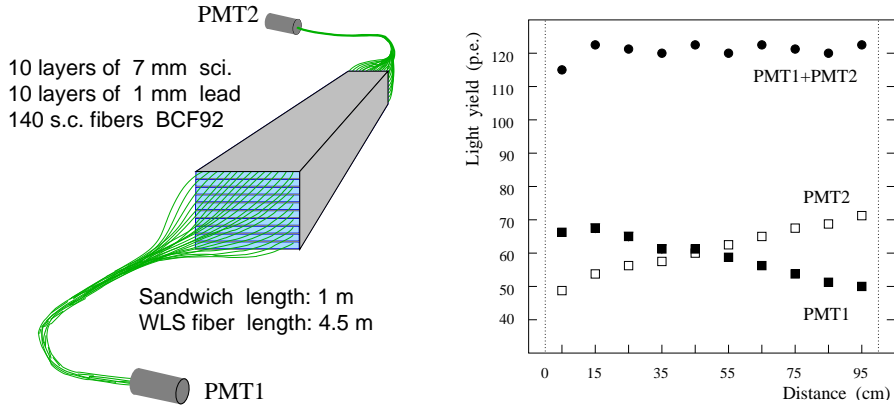 PMT2
10 layers of 7 mm sci.
10 layers of 1 mm lead
140 s.c. fibers BCF92
Sandwich length: 1 m
WLS fiber length: 4.5 m
PMT1
Light yield (p.e.)
120
110
100
90
80
70
60
50
40
PMT1+PMT2
PMT2
PMT1
0 15 35 55 75 95
Distance (cm)